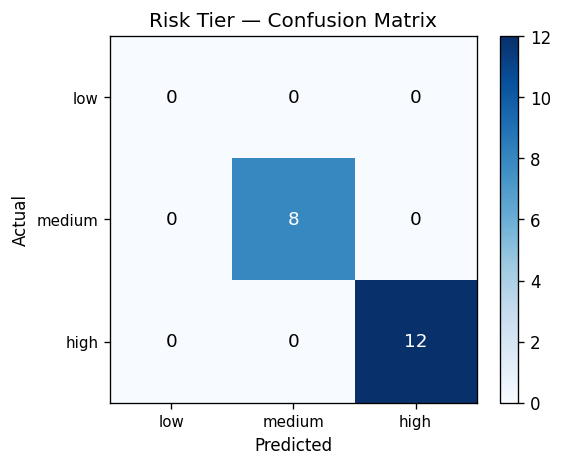 Risk Tier — Confusion Matrix
low 0 0 0
medium 0 8 0
high 0 0 12
low medium high
Predicted
Actual
12
10
8
6
4
2
0